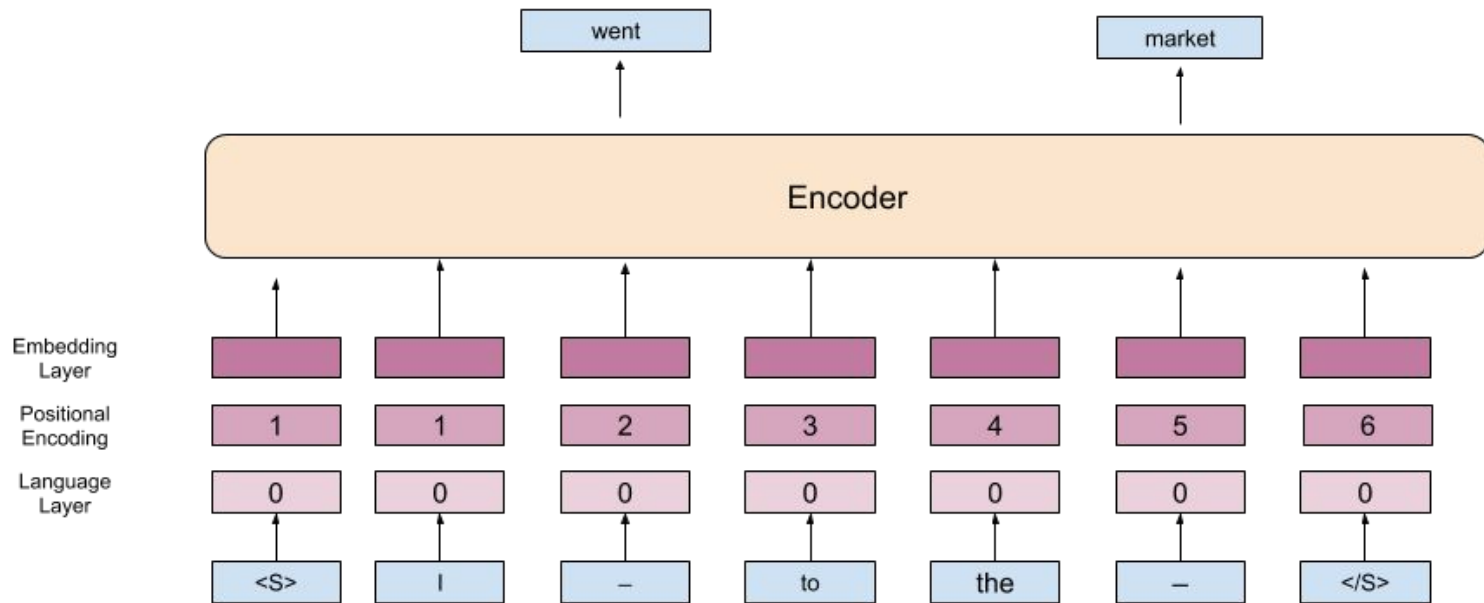 went
market
Encoder
Embedding
Layer
Positional
Encoding
1 1 2 3 4 5 6
Language
Layer
0 0 0 0 0 0 0
<S> I – to the – </S>